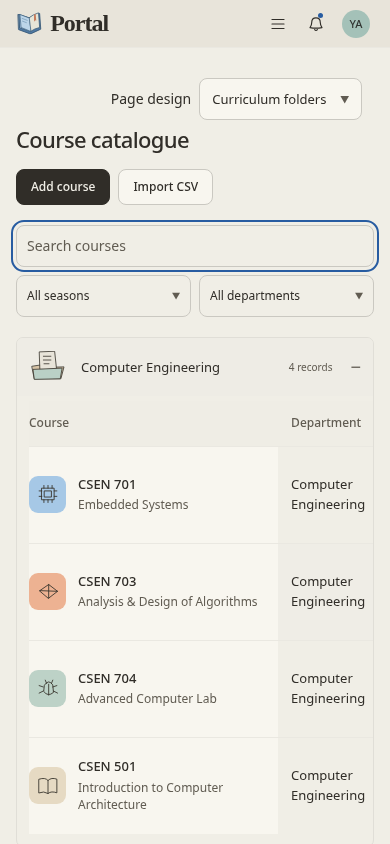 Portal
YA
Page design
Curriculum folders
Course catalogue
Add course
Import CSV
Search courses
All seasons
All departments
Computer Engineering
4 records
Course
Department
CSEN 701
Embedded Systems
Computer
Engineering
CSEN 703
Analysis & Design of Algorithms
Computer
Engineering
CSEN 704
Advanced Computer Lab
Computer
Engineering
CSEN 501
Introduction to Computer
Architecture
Computer
Engineering